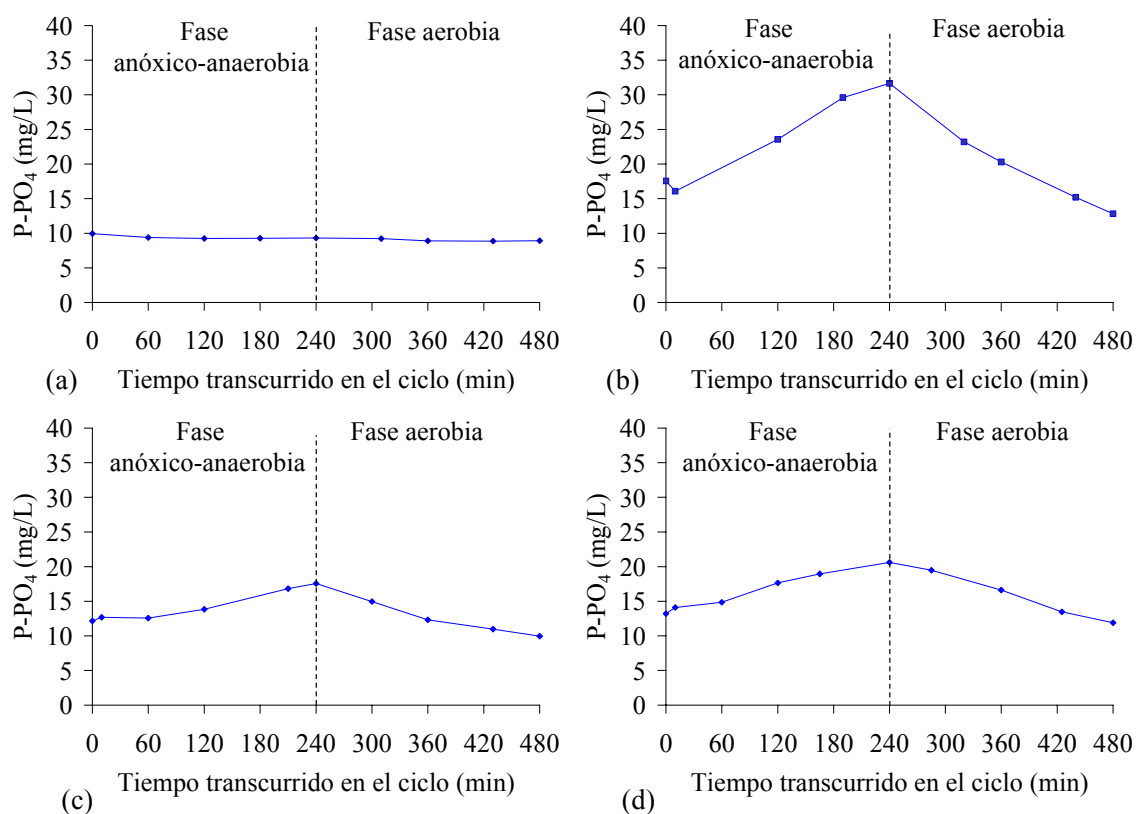 Fase
anóxico-anaerobia
Fase aerobia
P-PO4 (mg/L)
40
35
30
25
20
15
10
5
0
0 60 120 180 240 300 360 420 480
(a) Tiempo transcurrido en el ciclo (min)
Fase
anóxico-anaerobia
Fase aerobia
P-PO4 (mg/L)
40
35
30
25
20
15
10
5
0
0 60 120 180 240 300 360 420 480
(b) Tiempo transcurrido en el ciclo (min)
Fase
anóxico-anaerobia
Fase aerobia
P-PO4 (mg/L)
40
35
30
25
20
15
10
5
0
0 60 120 180 240 300 360 420 480
(c) Tiempo transcurrido en el ciclo (min)
Fase
anóxico-anaerobia
Fase aerobia
P-PO4 (mg/L)
40
35
30
25
20
15
10
5
0
0 60 120 180 240 300 360 420 480
(d) Tiempo transcurrido en el ciclo (min)